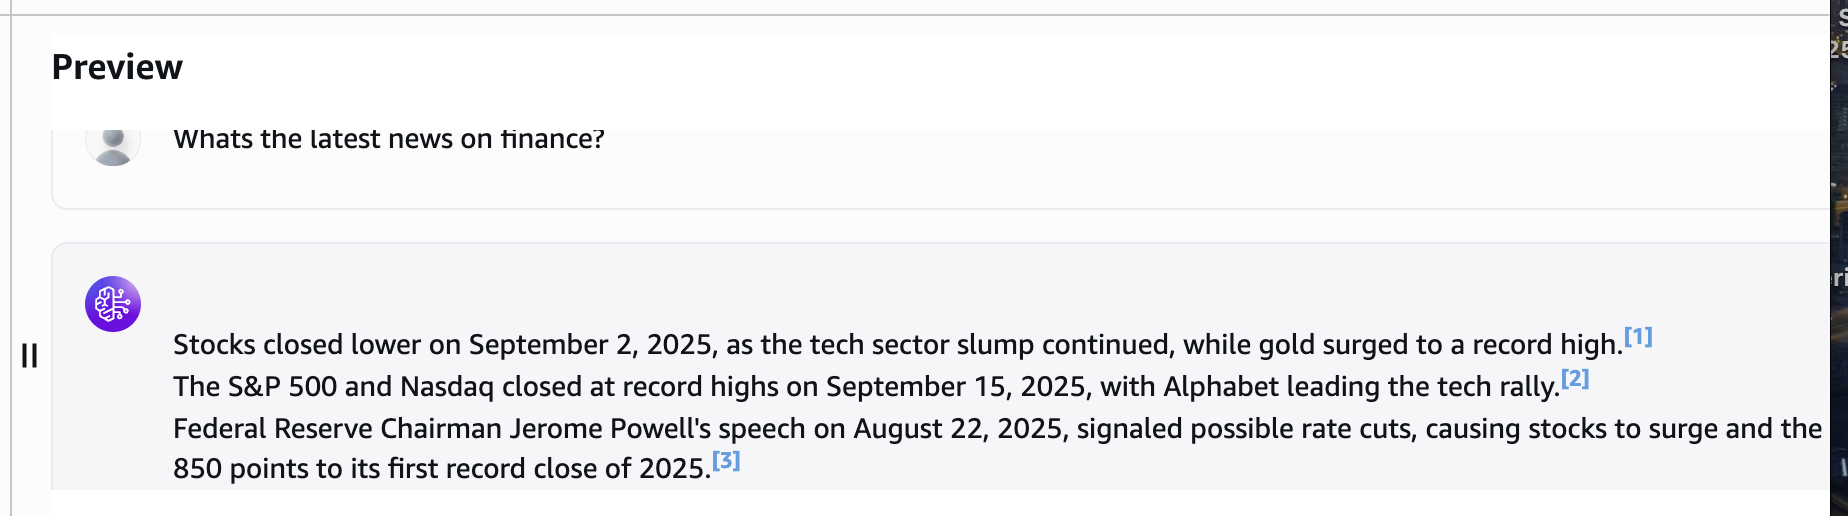 Preview
Whats the latest news on finance?
Stocks closed lower on September 2, 2025, as the tech sector slump continued, while gold surged to a record high.[1]
The S&P 500 and Nasdaq closed at record highs on September 15, 2025, with Alphabet leading the tech rally.[2]
Federal Reserve Chairman Jerome Powell's speech on August 22, 2025, signaled possible rate cuts, causing stocks to surge and the
850 points to its first record close of 2025.[3]